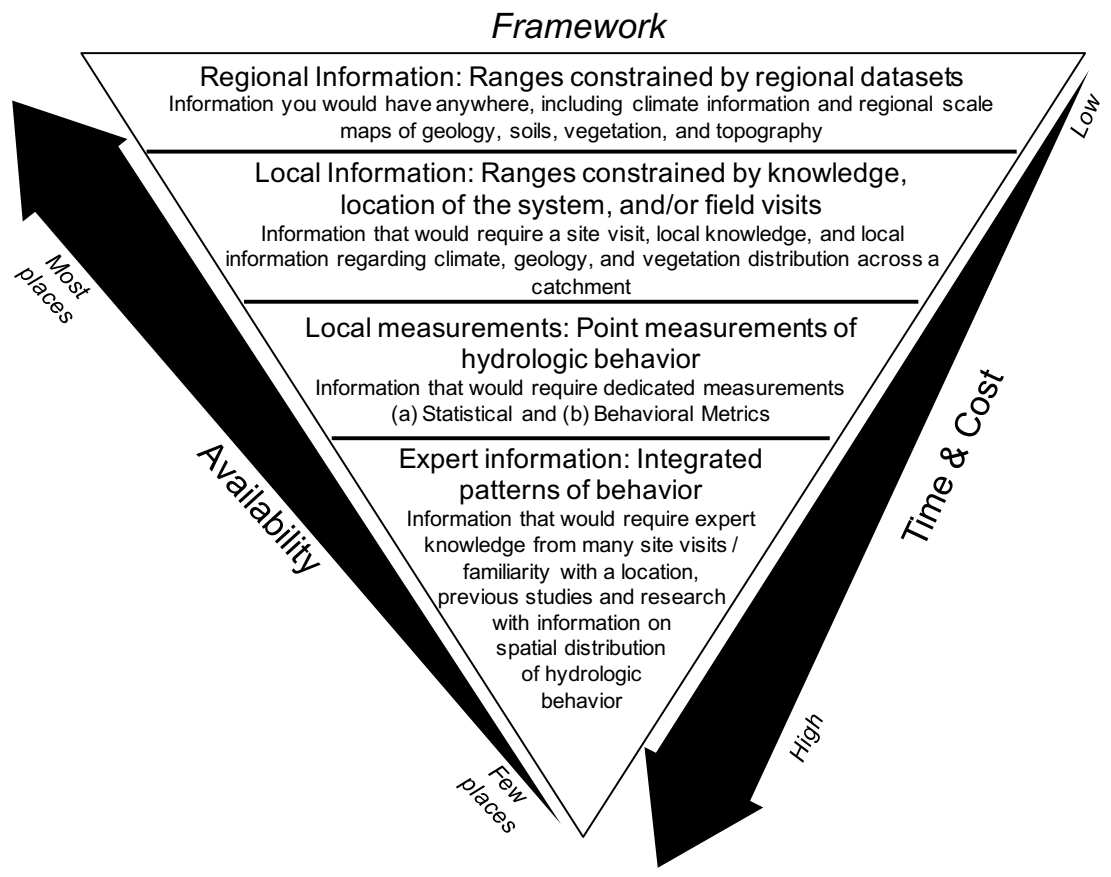 Framework
Regional Information: Ranges constrained by regional datasets
Information you would have anywhere, including climate information and regional scale
maps of geology, soils, vegetation, and topography
Local Information: Ranges constrained by knowledge,
location of the system, and/or field visits
Information that would require a site visit, local knowledge, and local
information regarding climate, geology, and vegetation distribution across a
catchment
Local measurements: Point measurements of
hydrologic behavior
Information that would require dedicated measurements
(a) Statistical and (b) Behavioral Metrics
Expert information: Integrated
patterns of behavior
Information that would require expert
knowledge from many site visits /
familiarity with a location,
previous studies and research
with information on
spatial distribution
of hydrologic
behavior
Most
places
Availability
Few
places
Low
Time & Cost
High